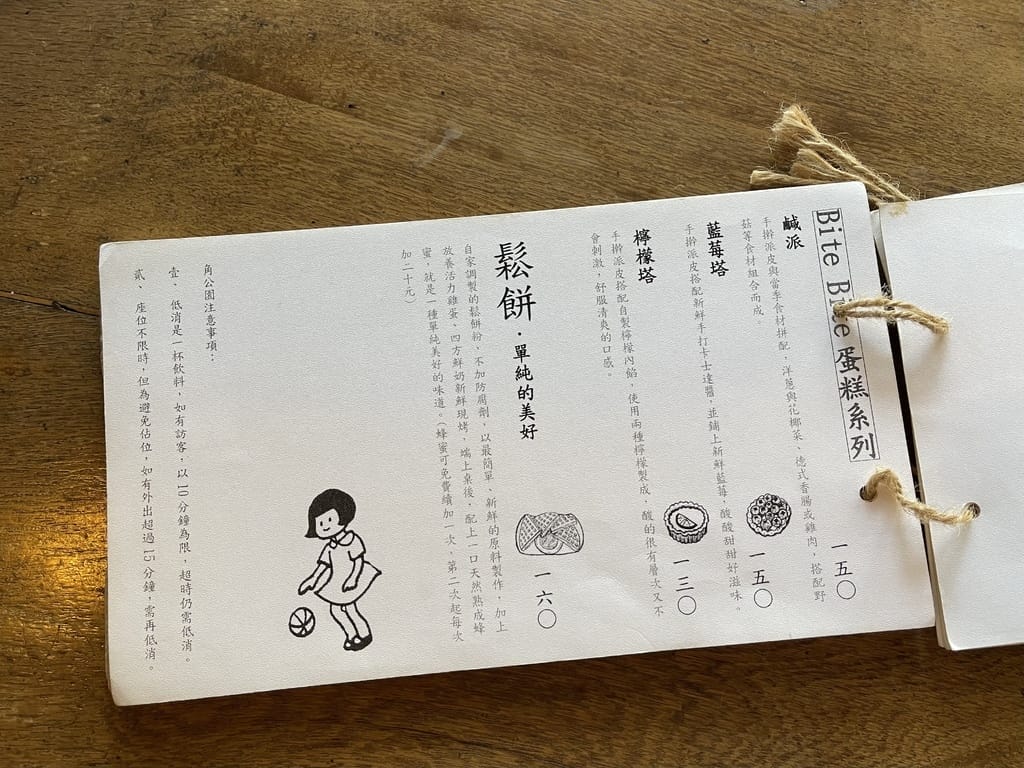 Bite Bite 蛋糕系列
鹹派
一五〇
手擀派皮與當季食材拼配，洋蔥與花椰菜、德式香腸或雞肉，搭配野
菇等食材組合而成。
藍莓塔
一五〇
手擀派皮搭配新鮮手打卡士達醬，並鋪上新鮮藍莓，酸酸甜甜好滋味。
檸檬塔
一三〇
手擀派皮搭配自製檸檬內餡，使用兩種檸檬製成，酸的很有層次又不
會刺激，舒服清爽的口感。
鬆餅．單純的美好
一六〇
自家調製的鬆餅粉，不加防腐劑，以最簡單、新鮮的原料製作，加上
放養活力雞蛋、四方鮮奶新鮮現烤，端上桌後，配上一口天然熟成蜂
蜜，就是一種單純美好的味道。（蜂蜜可免費續加一次，第二次起每次
加二十元）
角公園注意事項：
壹、低消是一杯飲料，如有訪客，以10分鐘為限，超時仍需低消。
貳、座位不限時，但為避免佔位，如有外出超過15分鐘，需再低消。